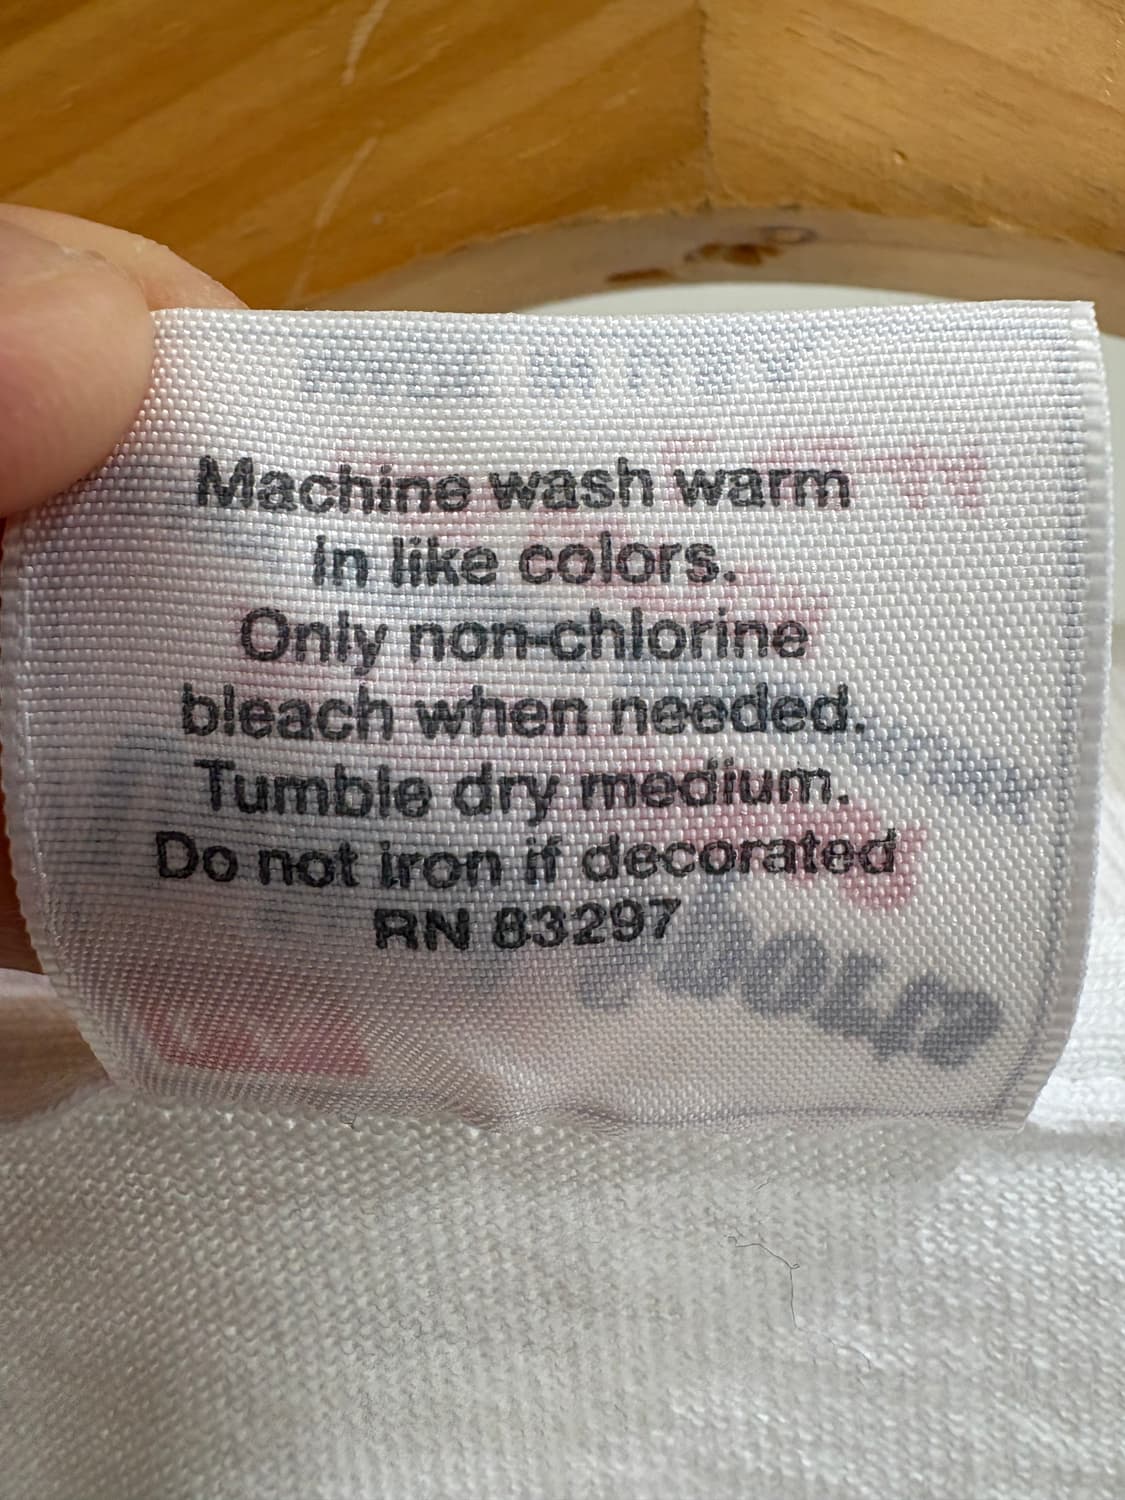 Machine wash warm
in like colors.
Only non-chlorine
bleach when needed.
Tumble dry medium.
Do not iron if decorated
RN 83297